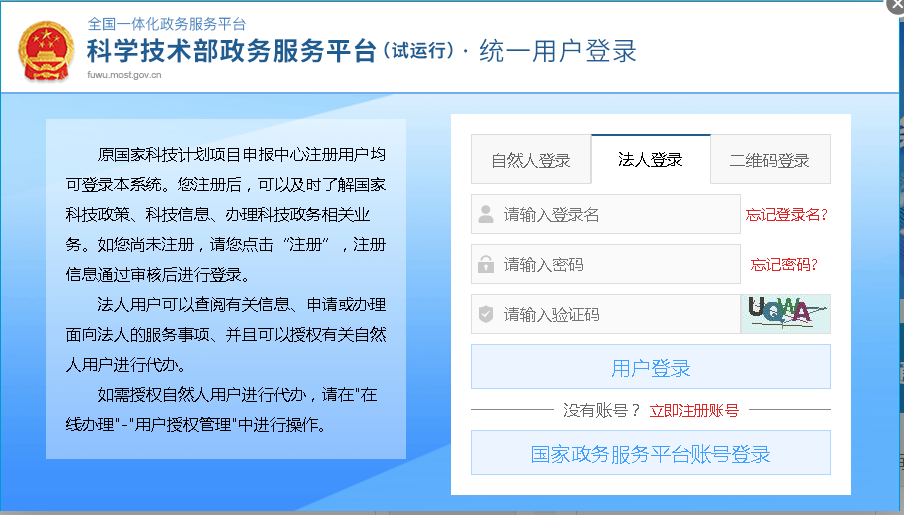 全国一体化政务服务平台
科学技术部政务服务平台（试运行）· 统一用户登录
fuwu.most.gov.cn
原国家科技计划项目申报中心注册用户均
可登录本系统。您注册后，可以及时了解国家
科技政策、科技信息、办理科技政务相关业
务。如您尚未注册，请您点击“注册”，注册
信息通过审核后进行登录。
法人用户可以查阅有关信息、申请或办理
面向法人的服务事项、并且可以授权有关自然
人用户进行代办。
如需授权自然人用户进行代办，请在"在
线办理"-"用户授权管理"中进行操作。
自然人登录 法人登录 二维码登录
请输入登录名 忘记登录名?
请输入密码 忘记密码?
请输入验证码 UQWA
用户登录
没有账号？ 立即注册账号
国家政务服务平台账号登录